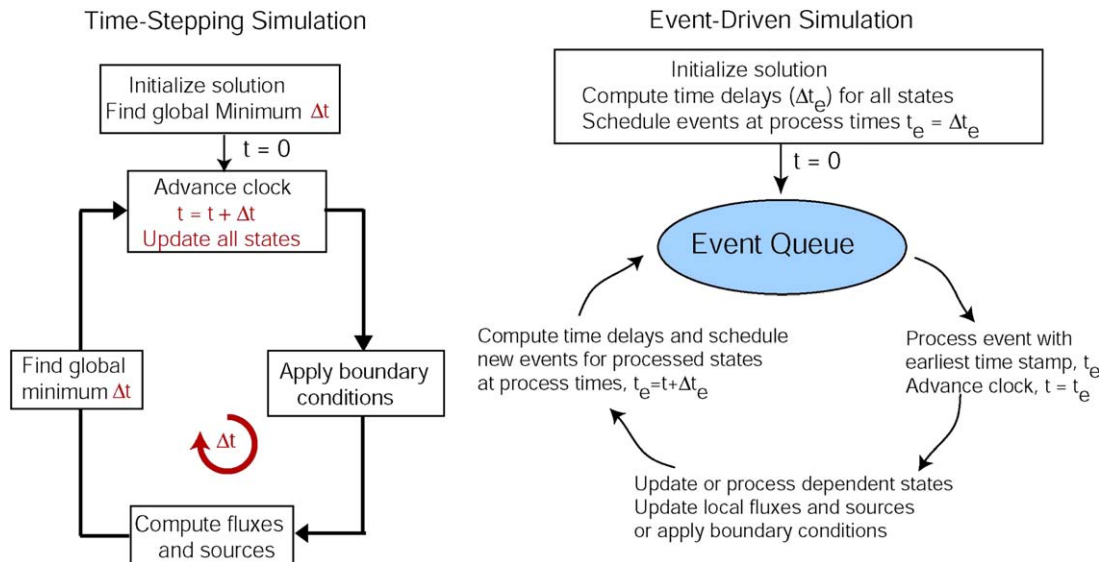 Time-Stepping Simulation
Initialize solution
Find global Minimum Δt
t = 0
Advance clock
t = t + Δt
Update all states
Apply boundary
conditions
Compute fluxes
and sources
Find global
minimum Δt
Δt
Event-Driven Simulation
Initialize solution
Compute time delays (Δte) for all states
Schedule events at process times te = Δte
t = 0
Event Queue
Process event with
earliest time stamp, te
Advance clock, t = te
Update or process dependent states
Update local fluxes and sources
or apply boundary conditions
Compute time delays and schedule
new events for processed states
at process times, te=t+Δte